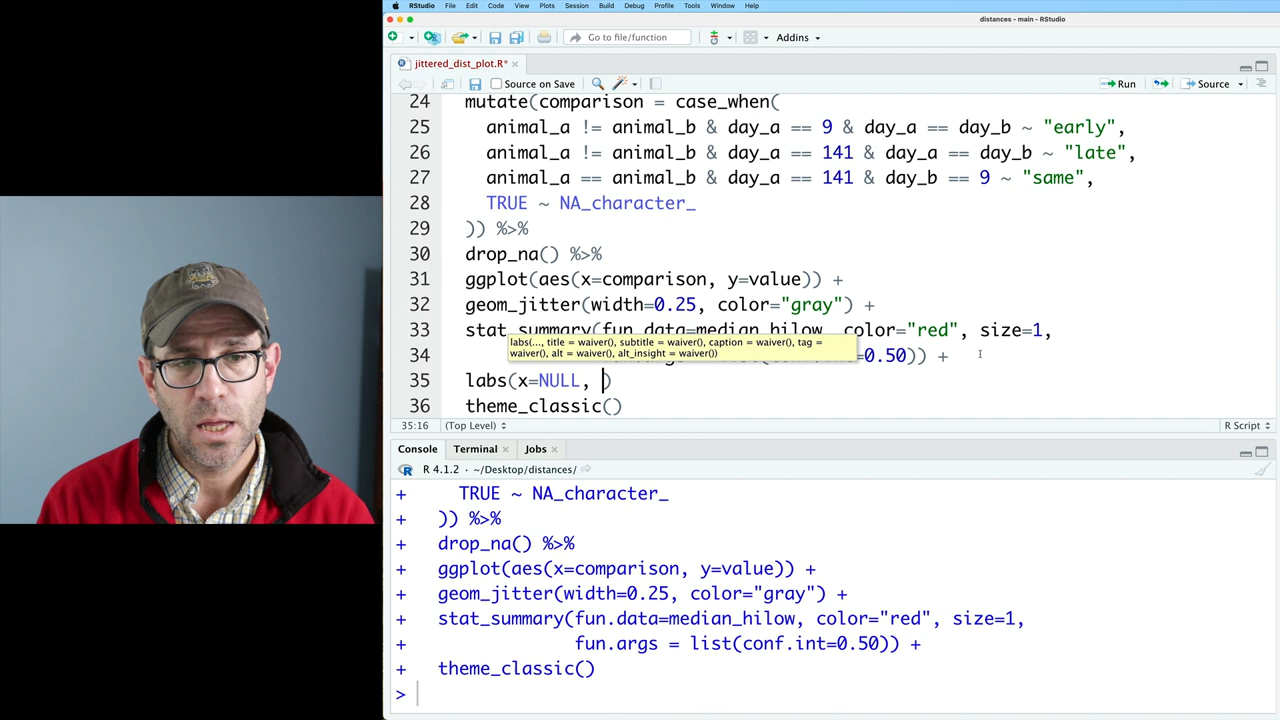 RStudio File Edit Code View Plots Session Build Debug Profile Tools Window Help
distances - main - RStudio
Go to file/function Addins
jittered_dist_plot.R*
Source on Save Run Source
24 mutate(comparison = case_when(
25 animal_a != animal_b & day_a == 9 & day_a == day_b ~ "early",
26 animal_a != animal_b & day_a == 141 & day_a == day_b ~ "late",
27 animal_a == animal_b & day_a == 141 & day_b == 9 ~ "same",
28 TRUE ~ NA_character_
29 )) %>%
30 drop_na() %>%
31 ggplot(aes(x=comparison, y=value)) +
32 geom_jitter(width=0.25, color="gray") +
33 stat_summary(fun.data=median_hilow, color="red", size=1,
labs(..., title = waiver(), subtitle = waiver(), caption = waiver(), tag =
waiver(), alt = waiver(), alt_insight = waiver())
34 =0.50)) +
35 labs(x=NULL, )
36 theme_classic()
35:16 (Top Level) R Script
Console Terminal Jobs
R 4.1.2 · ~/Desktop/distances/
+ TRUE ~ NA_character_
+ )) %>%
+ drop_na() %>%
+ ggplot(aes(x=comparison, y=value)) +
+ geom_jitter(width=0.25, color="gray") +
+ stat_summary(fun.data=median_hilow, color="red", size=1,
+ fun.args = list(conf.int=0.50)) +
+ theme_classic()
>